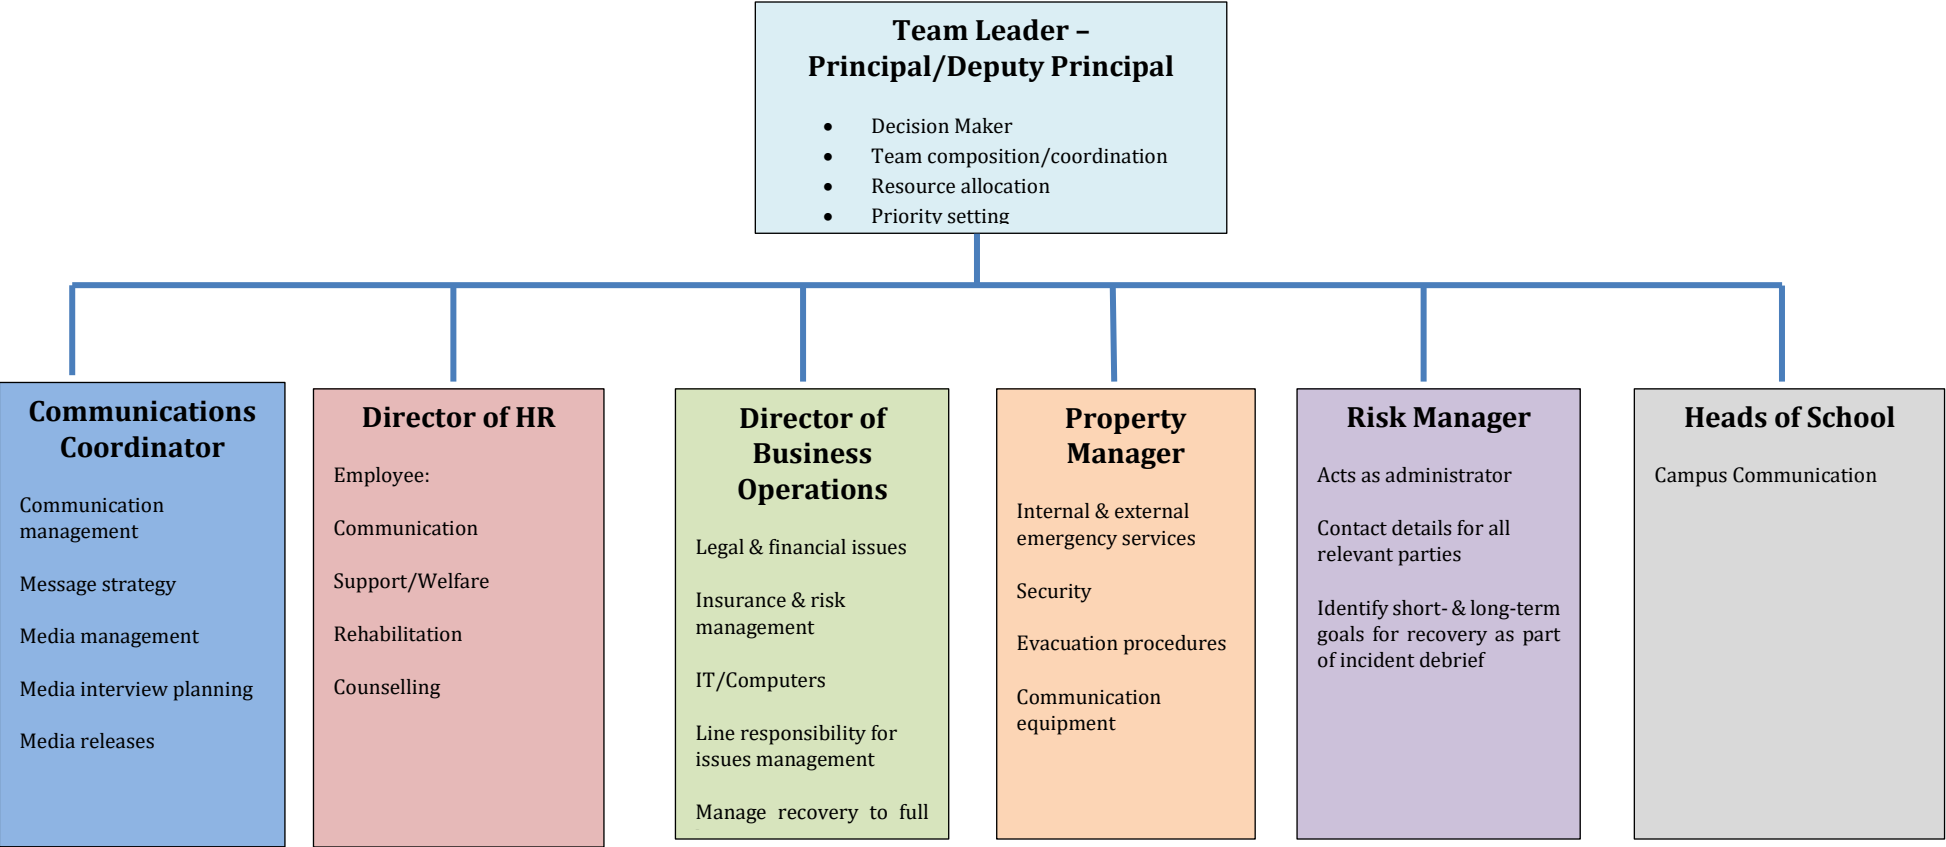 Team Leader –
Principal/Deputy Principal
• Decision Maker
• Team composition/coordination
• Resource allocation
• Priority setting
Communications
Coordinator
Communication
management
Message strategy
Media management
Media interview planning
Media releases
Director of HR
Employee:
Communication
Support/Welfare
Rehabilitation
Counselling
Director of
Business
Operations
Legal & financial issues
Insurance & risk
management
IT/Computers
Line responsibility for
issues management
Manage recovery to full
Property
Manager
Internal & external
emergency services
Security
Evacuation procedures
Communication
equipment
Risk Manager
Acts as administrator
Contact details for all
relevant parties
Identify short- & long-term
goals for recovery as part
of incident debrief
Heads of School
Campus Communication